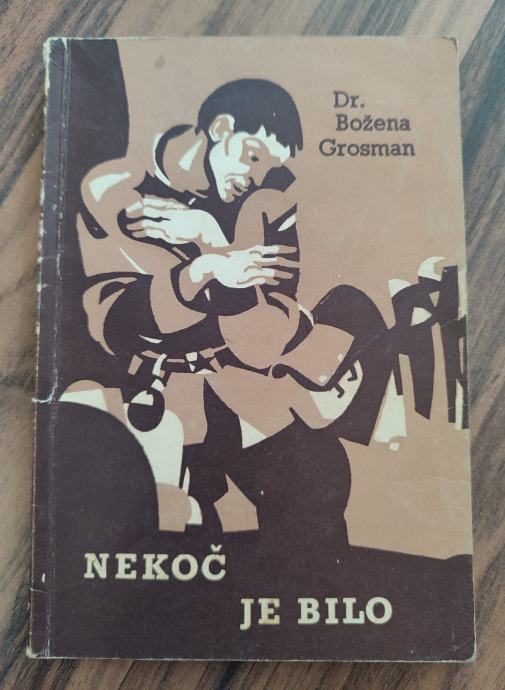 Dr.
Božena
Grosman
NEKOČ
JE BILO